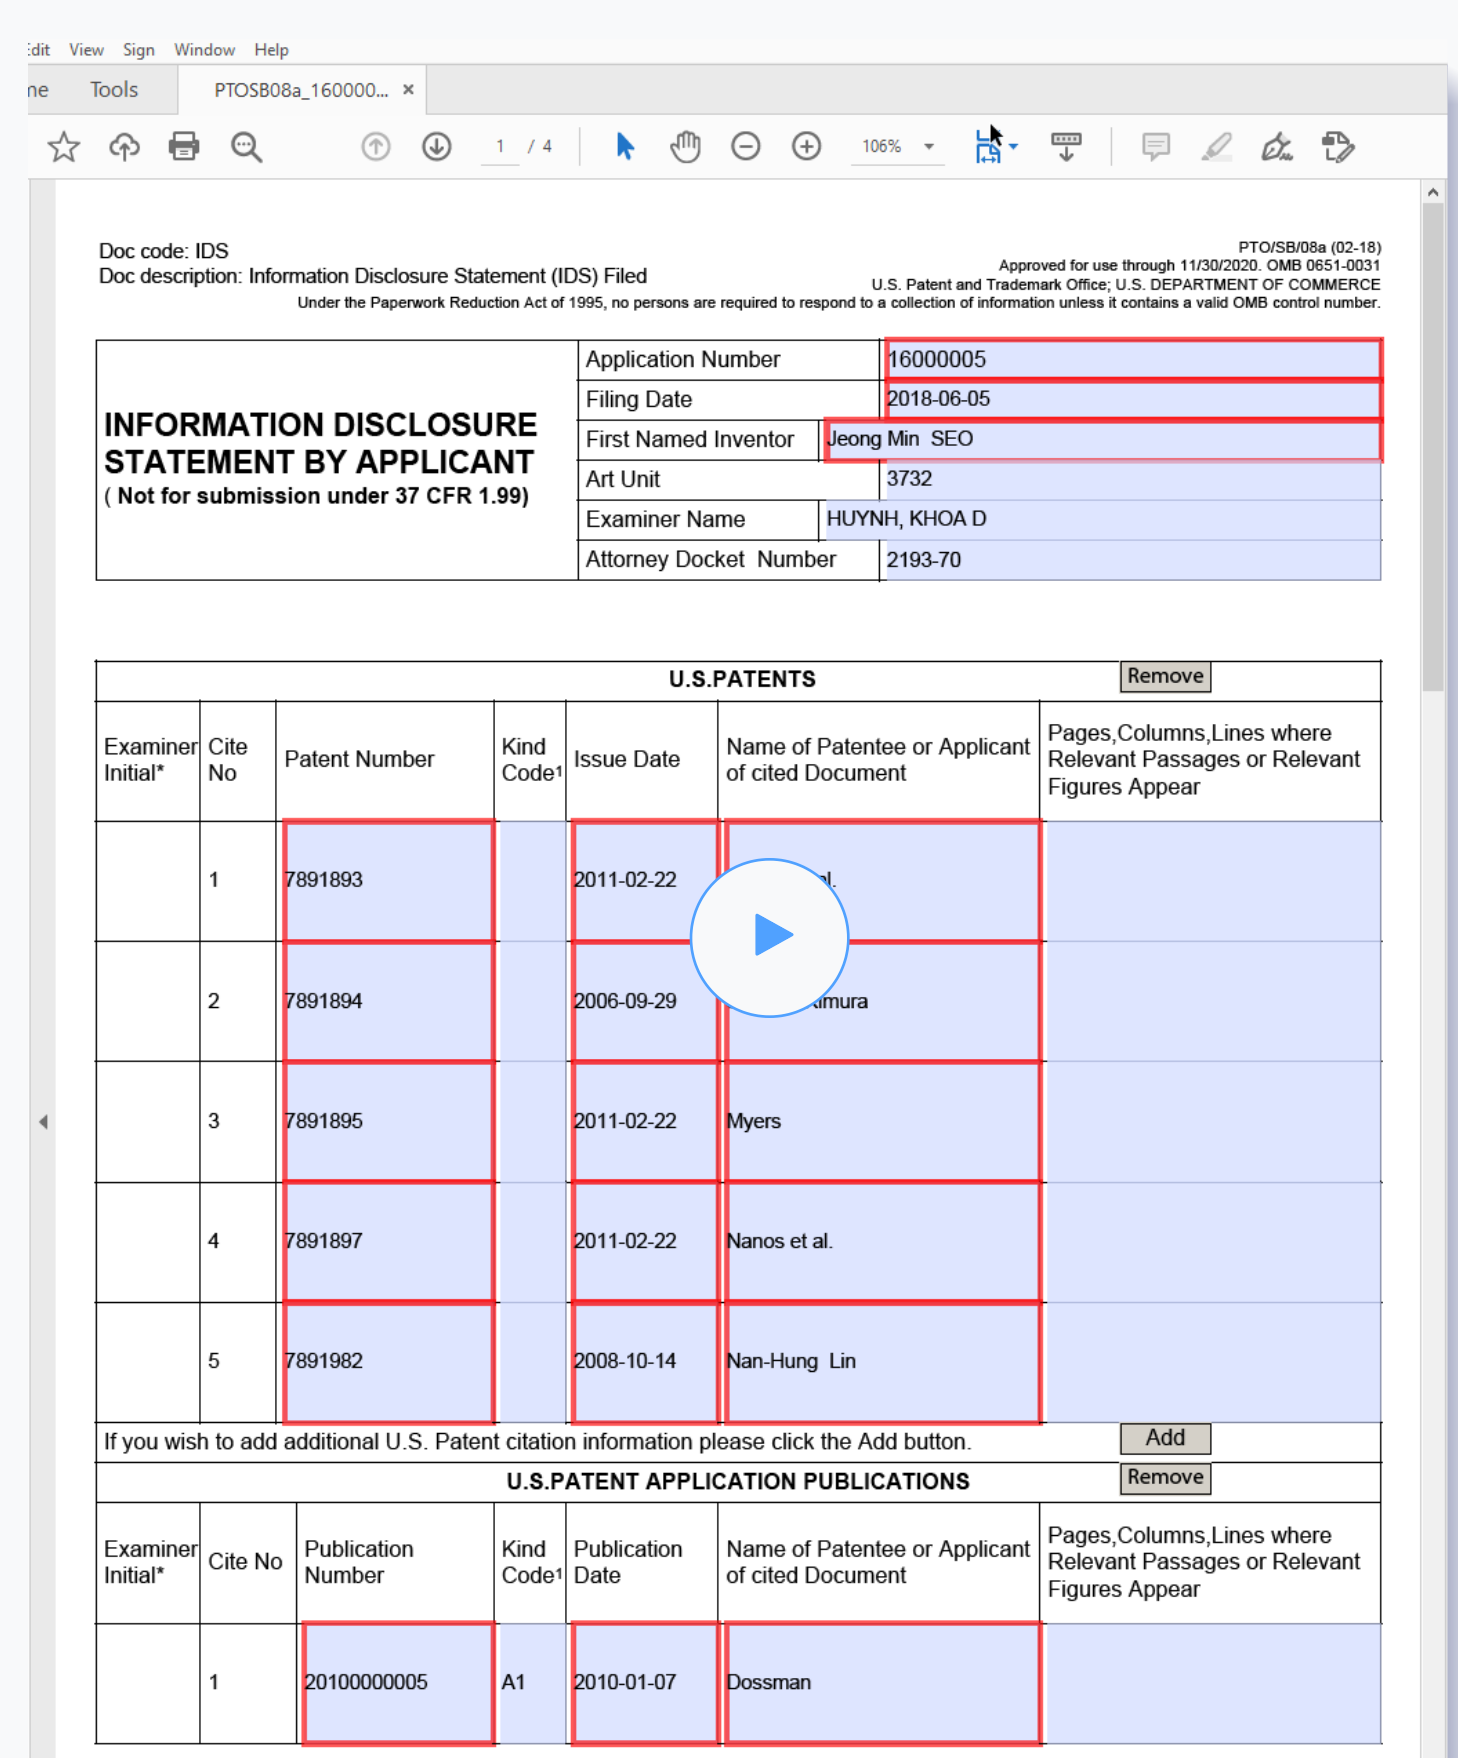 Edit View Sign Window Help
Tools PTOSB08a_160000... ×
1 / 4 106%
Doc code: IDS
Doc description: Information Disclosure Statement (IDS) Filed
PTO/SB/08a (02-18)
Approved for use through 11/30/2020. OMB 0651-0031
U.S. Patent and Trademark Office; U.S. DEPARTMENT OF COMMERCE
Under the Paperwork Reduction Act of 1995, no persons are required to respond to a collection of information unless it contains a valid OMB control number.
INFORMATION DISCLOSURE
STATEMENT BY APPLICANT
( Not for submission under 37 CFR 1.99)
Application Number 16000005
Filing Date 2018-06-05
First Named Inventor Jeong Min SEO
Art Unit 3732
Examiner Name HUYNH, KHOA D
Attorney Docket Number 2193-70
U.S.PATENTS Remove
Examiner Initial* Cite No Patent Number Kind Code1 Issue Date Name of Patentee or Applicant of cited Document Pages,Columns,Lines where Relevant Passages or Relevant Figures Appear
1 7891893 2011-02-22 al.
2 7891894 2006-09-29
3 7891895 2011-02-22 Myers
4 7891897 2011-02-22 Nanos et al.
5 7891982 2008-10-14 Nan-Hung Lin
If you wish to add additional U.S. Patent citation information please click the Add button. Add
U.S.PATENT APPLICATION PUBLICATIONS Remove
Examiner Initial* Cite No Publication Number Kind Code1 Publication Date Name of Patentee or Applicant of cited Document Pages,Columns,Lines where Relevant Passages or Relevant Figures Appear
1 20100000005 A1 2010-01-07 Dossman